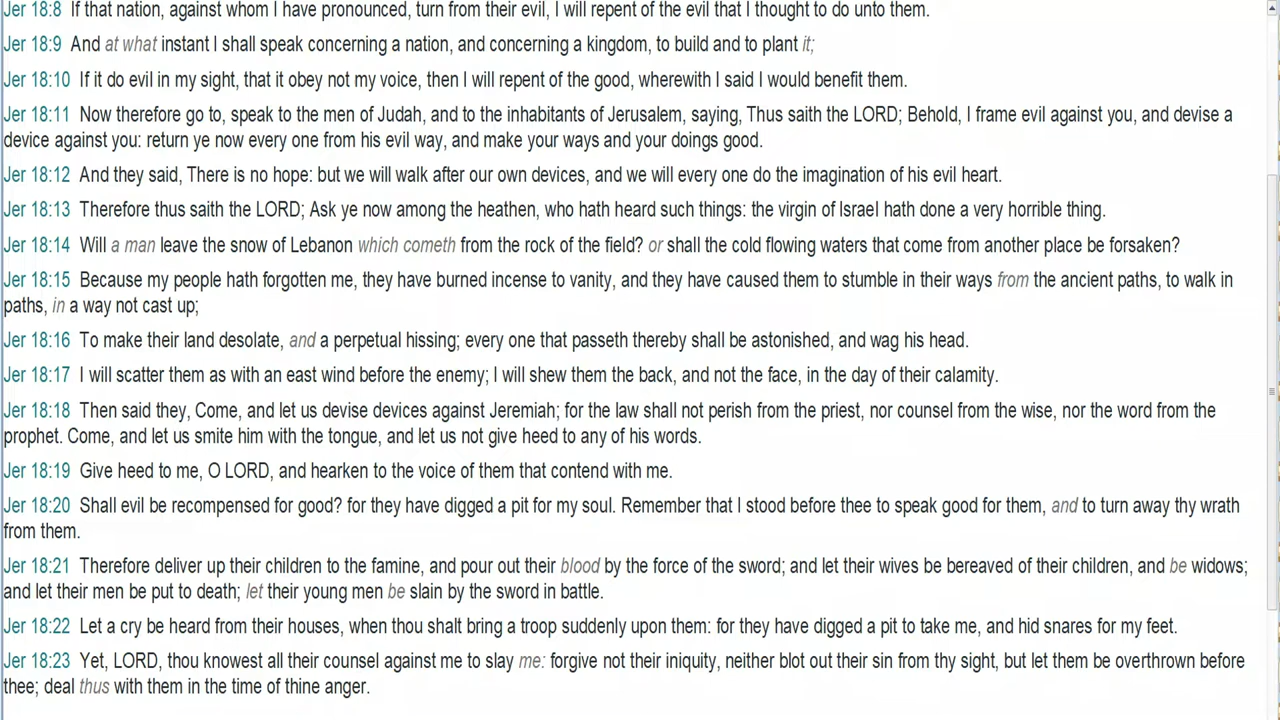 Jer 18:8 If that nation, against whom I have pronounced, turn from their evil, I will repent of the evil that I thought to do unto them.
Jer 18:9 And at what instant I shall speak concerning a nation, and concerning a kingdom, to build and to plant it;
Jer 18:10 If it do evil in my sight, that it obey not my voice, then I will repent of the good, wherewith I said I would benefit them.
Jer 18:11 Now therefore go to, speak to the men of Judah, and to the inhabitants of Jerusalem, saying, Thus saith the LORD; Behold, I frame evil against you, and devise a
device against you: return ye now every one from his evil way, and make your ways and your doings good.
Jer 18:12 And they said, There is no hope: but we will walk after our own devices, and we will every one do the imagination of his evil heart.
Jer 18:13 Therefore thus saith the LORD; Ask ye now among the heathen, who hath heard such things: the virgin of Israel hath done a very horrible thing.
Jer 18:14 Will a man leave the snow of Lebanon which cometh from the rock of the field? or shall the cold flowing waters that come from another place be forsaken?
Jer 18:15 Because my people hath forgotten me, they have burned incense to vanity, and they have caused them to stumble in their ways from the ancient paths, to walk in
paths, in a way not cast up;
Jer 18:16 To make their land desolate, and a perpetual hissing; every one that passeth thereby shall be astonished, and wag his head.
Jer 18:17 I will scatter them as with an east wind before the enemy; I will shew them the back, and not the face, in the day of their calamity.
Jer 18:18 Then said they, Come, and let us devise devices against Jeremiah; for the law shall not perish from the priest, nor counsel from the wise, nor the word from the
prophet. Come, and let us smite him with the tongue, and let us not give heed to any of his words.
Jer 18:19 Give heed to me, O LORD, and hearken to the voice of them that contend with me.
Jer 18:20 Shall evil be recompensed for good? for they have digged a pit for my soul. Remember that I stood before thee to speak good for them, and to turn away thy wrath
from them.
Jer 18:21 Therefore deliver up their children to the famine, and pour out their blood by the force of the sword; and let their wives be bereaved of their children, and be widows;
and let their men be put to death; let their young men be slain by the sword in battle.
Jer 18:22 Let a cry be heard from their houses, when thou shalt bring a troop suddenly upon them: for they have digged a pit to take me, and hid snares for my feet.
Jer 18:23 Yet, LORD, thou knowest all their counsel against me to slay me: forgive not their iniquity, neither blot out their sin from thy sight, but let them be overthrown before
thee; deal thus with them in the time of thine anger.